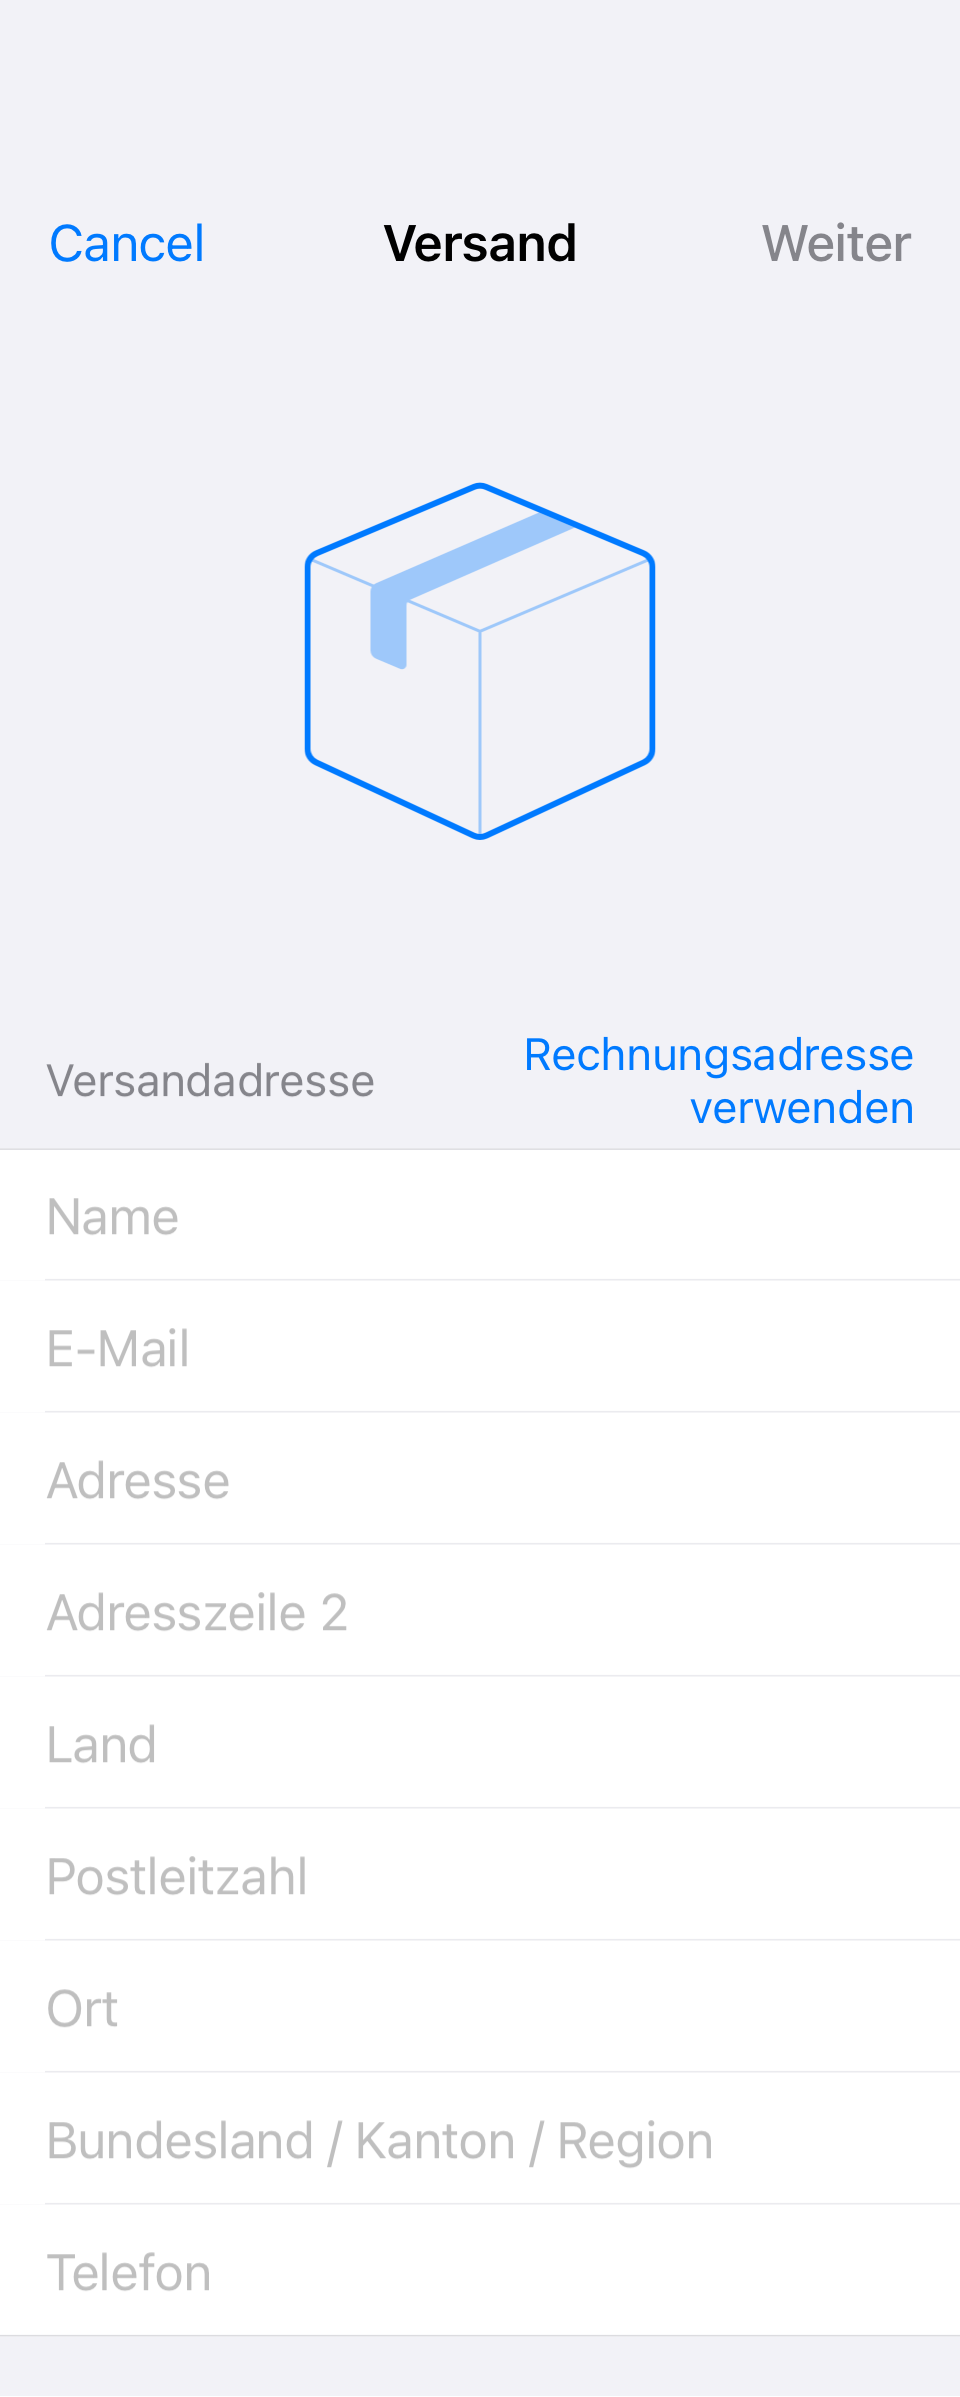 Cancel
Versand
Weiter
Versandadresse
Rechnungsadresse
verwenden
Name
E-Mail
Adresse
Adresszeile 2
Land
Postleitzahl
Ort
Bundesland / Kanton / Region
Telefon